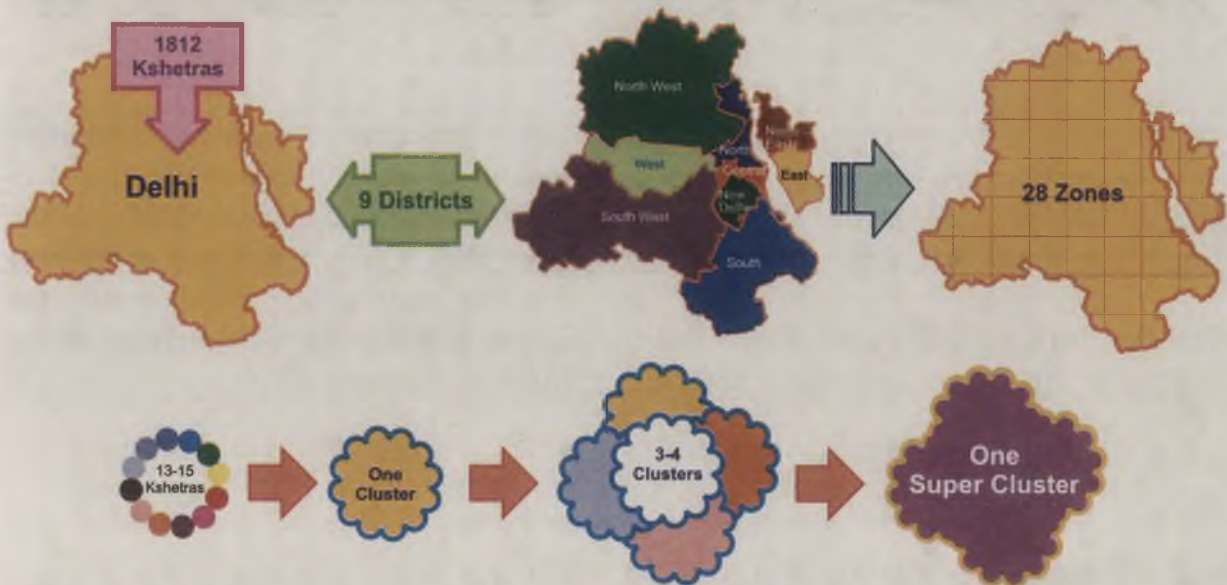 1812
Kshetras
Delhi
9 Districts
North West
West
South West
North
New
Delhi
South
East
28 Zones
13-15
Kshetras
One
Cluster
3-4
Clusters
One
Super Cluster